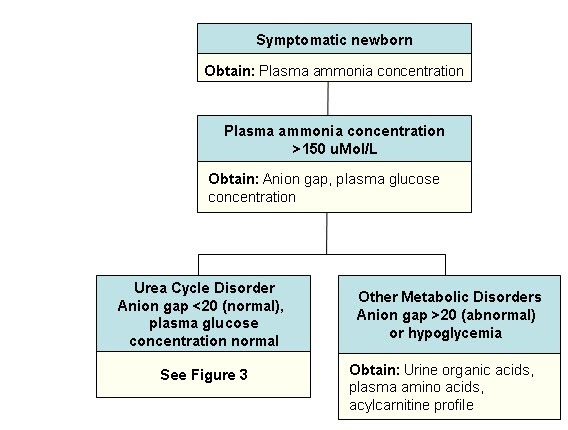 Symptomatic newborn
Obtain: Plasma ammonia concentration
Plasma ammonia concentration
>150 uMol/L
Obtain: Anion gap, plasma glucose
concentration
Urea Cycle Disorder
Anion gap <20 (normal),
plasma glucose
concentration normal
See Figure 3
Other Metabolic Disorders
Anion gap >20 (abnormal)
or hypoglycemia
Obtain: Urine organic acids,
plasma amino acids,
acylcarnitine profile